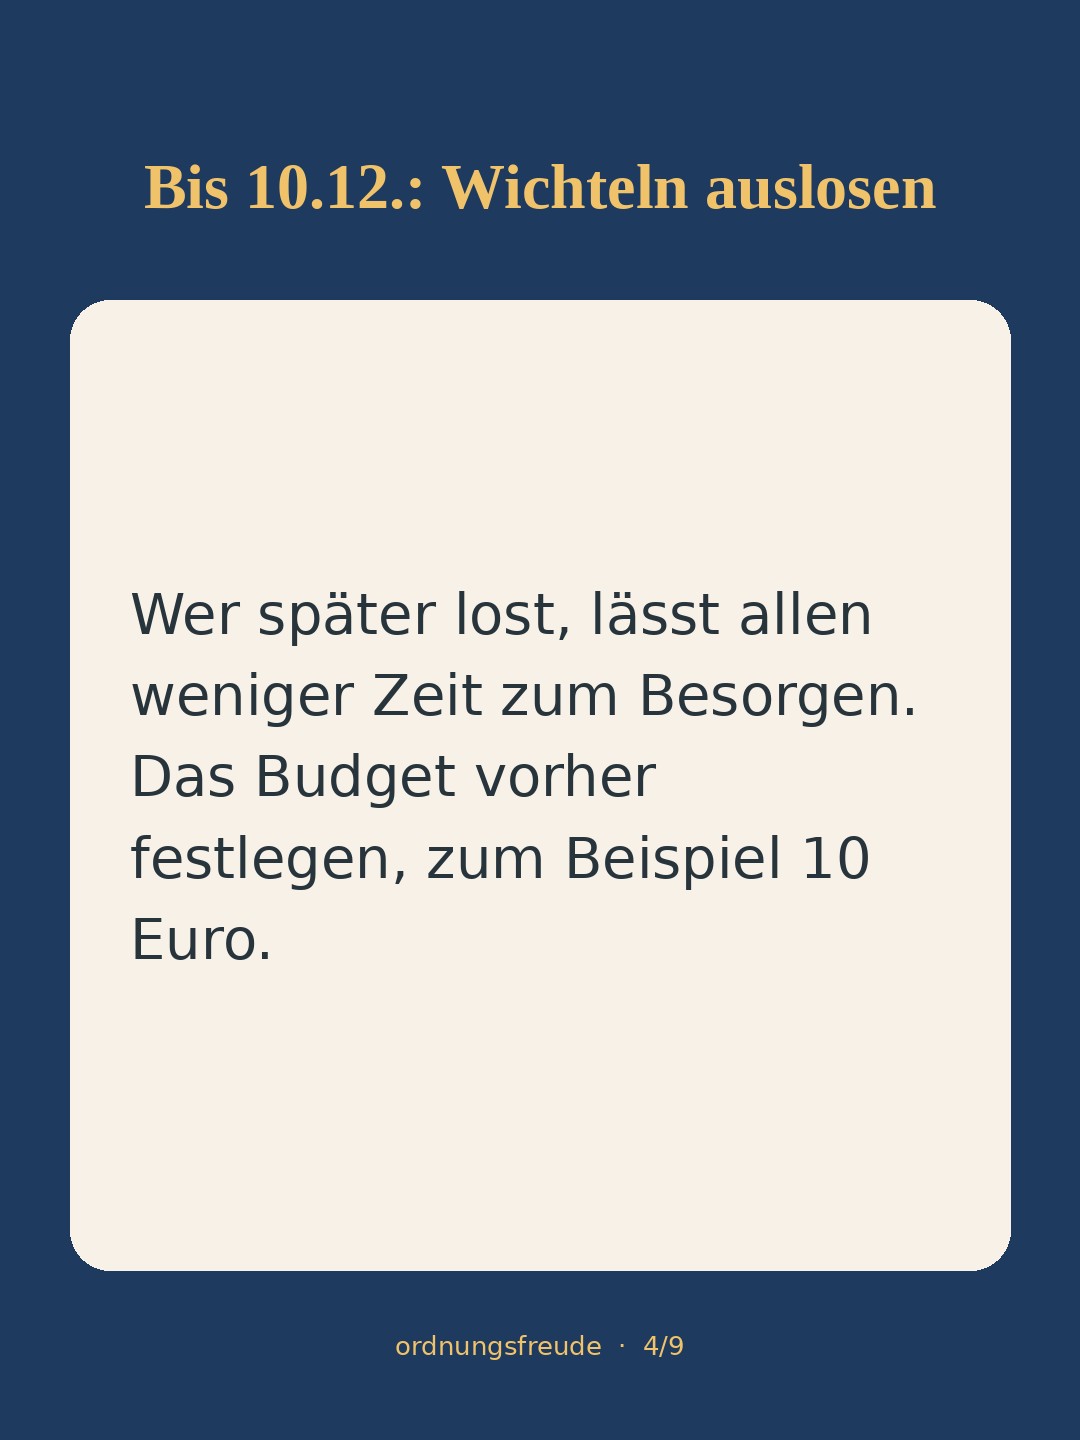 Bis 10.12.: Wichteln auslosen
Wer später lost, lässt allen
weniger Zeit zum Besorgen.
Das Budget vorher
festlegen, zum Beispiel 10
Euro.
ordnungsfreude · 4/9